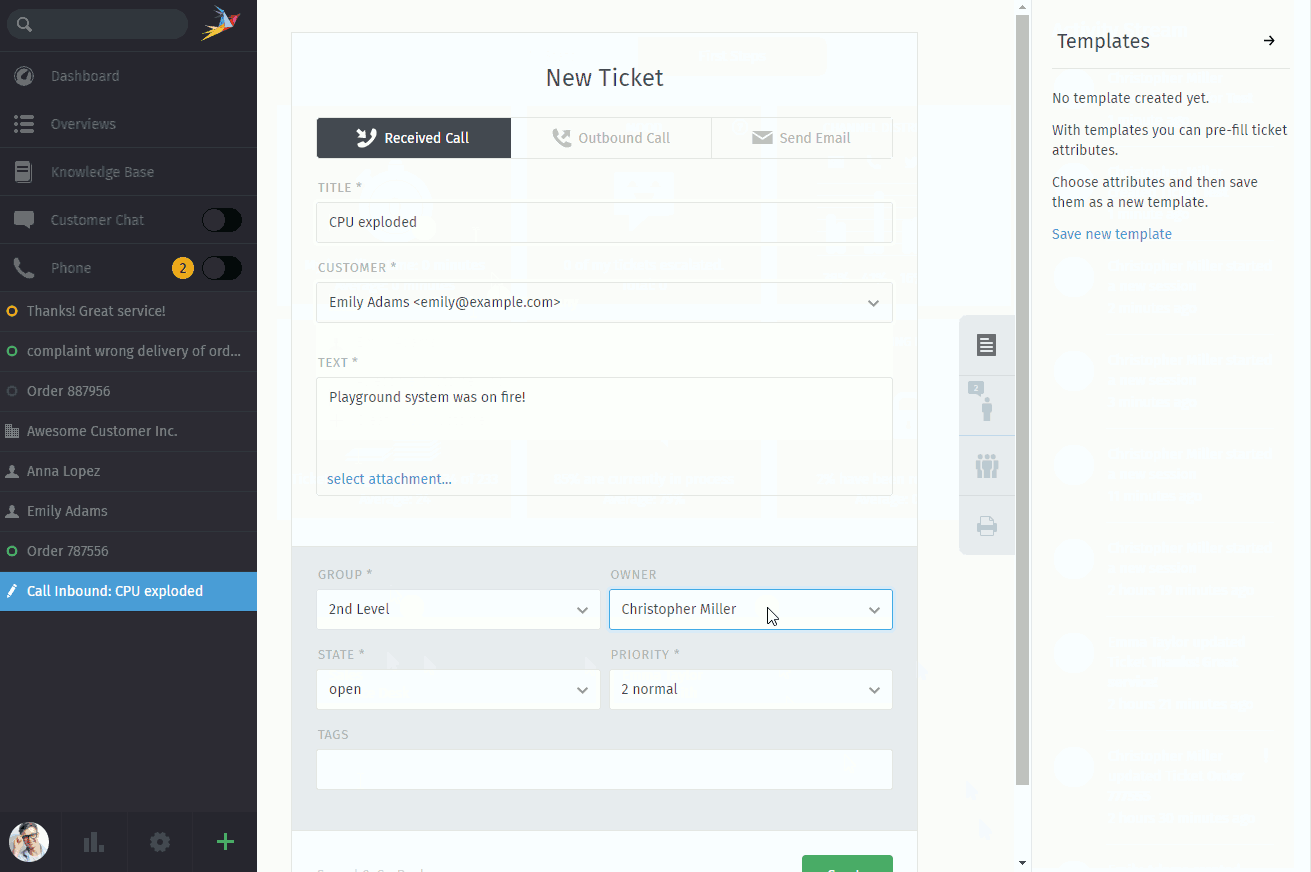 Dashboard
Overviews
Knowledge Base
Customer Chat
Phone
2
Thanks! Great service!
complaint wrong delivery of ord...
Order 887956
Awesome Customer Inc.
Anna Lopez
Emily Adams
Order 787556
Call Inbound: CPU exploded
New Ticket
Received Call
Outbound Call
Send Email
TITLE *
CPU exploded
CUSTOMER *
Emily Adams <emily@example.com>
TEXT *
Playground system was on fire!
select attachment...
GROUP *
OWNER
2nd Level
Christopher Miller
STATE *
PRIORITY *
open
2 normal
TAGS
2
Templates
No template created yet.
With templates you can pre-fill ticket
attributes.
Choose attributes and then save
them as a new template.
Save new template